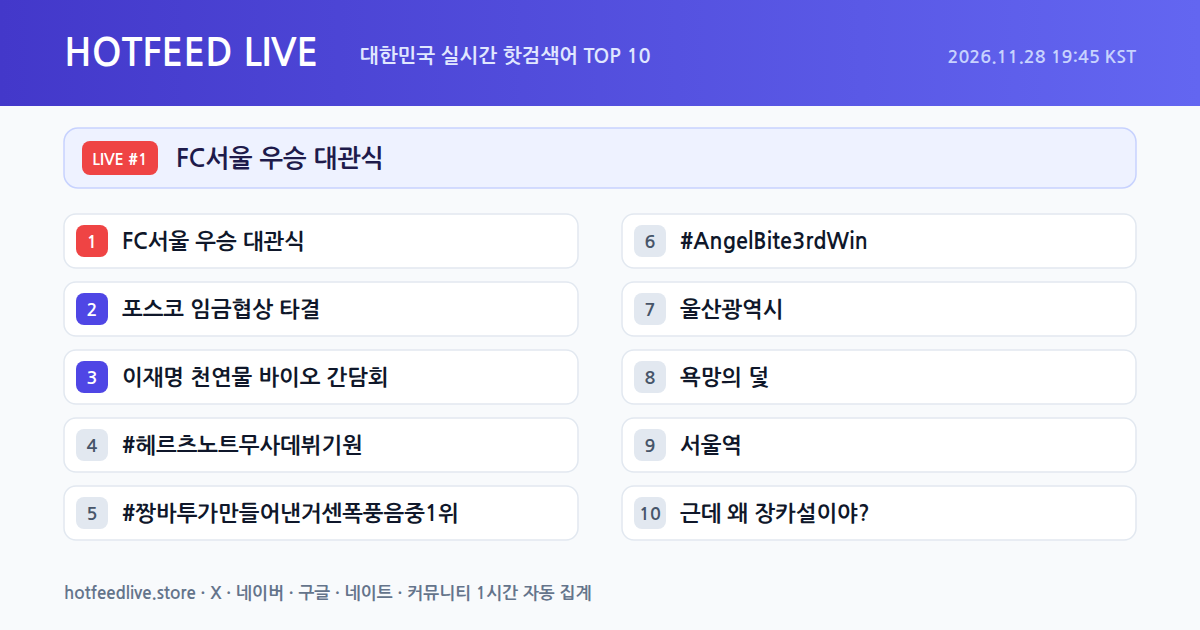 HOTFEED LIVE
대한민국 실시간 핫검색어 TOP 10
2026.11.28 19:45 KST
LIVE #1
FC서울 우승 대관식
1 FC서울 우승 대관식
2 포스코 임금협상 타결
3 이재명 천연물 바이오 간담회
4 #헤르츠노트무사데뷔기원
5 #짱바투가만들어낸거센폭풍음중1위
6 #AngelBite3rdWin
7 울산광역시
8 욕망의 덫
9 서울역
10 근데 왜 장카설이야?
hotfeedlive.store · X · 네이버 · 구글 · 네이트 · 커뮤니티 1시간 자동 집계